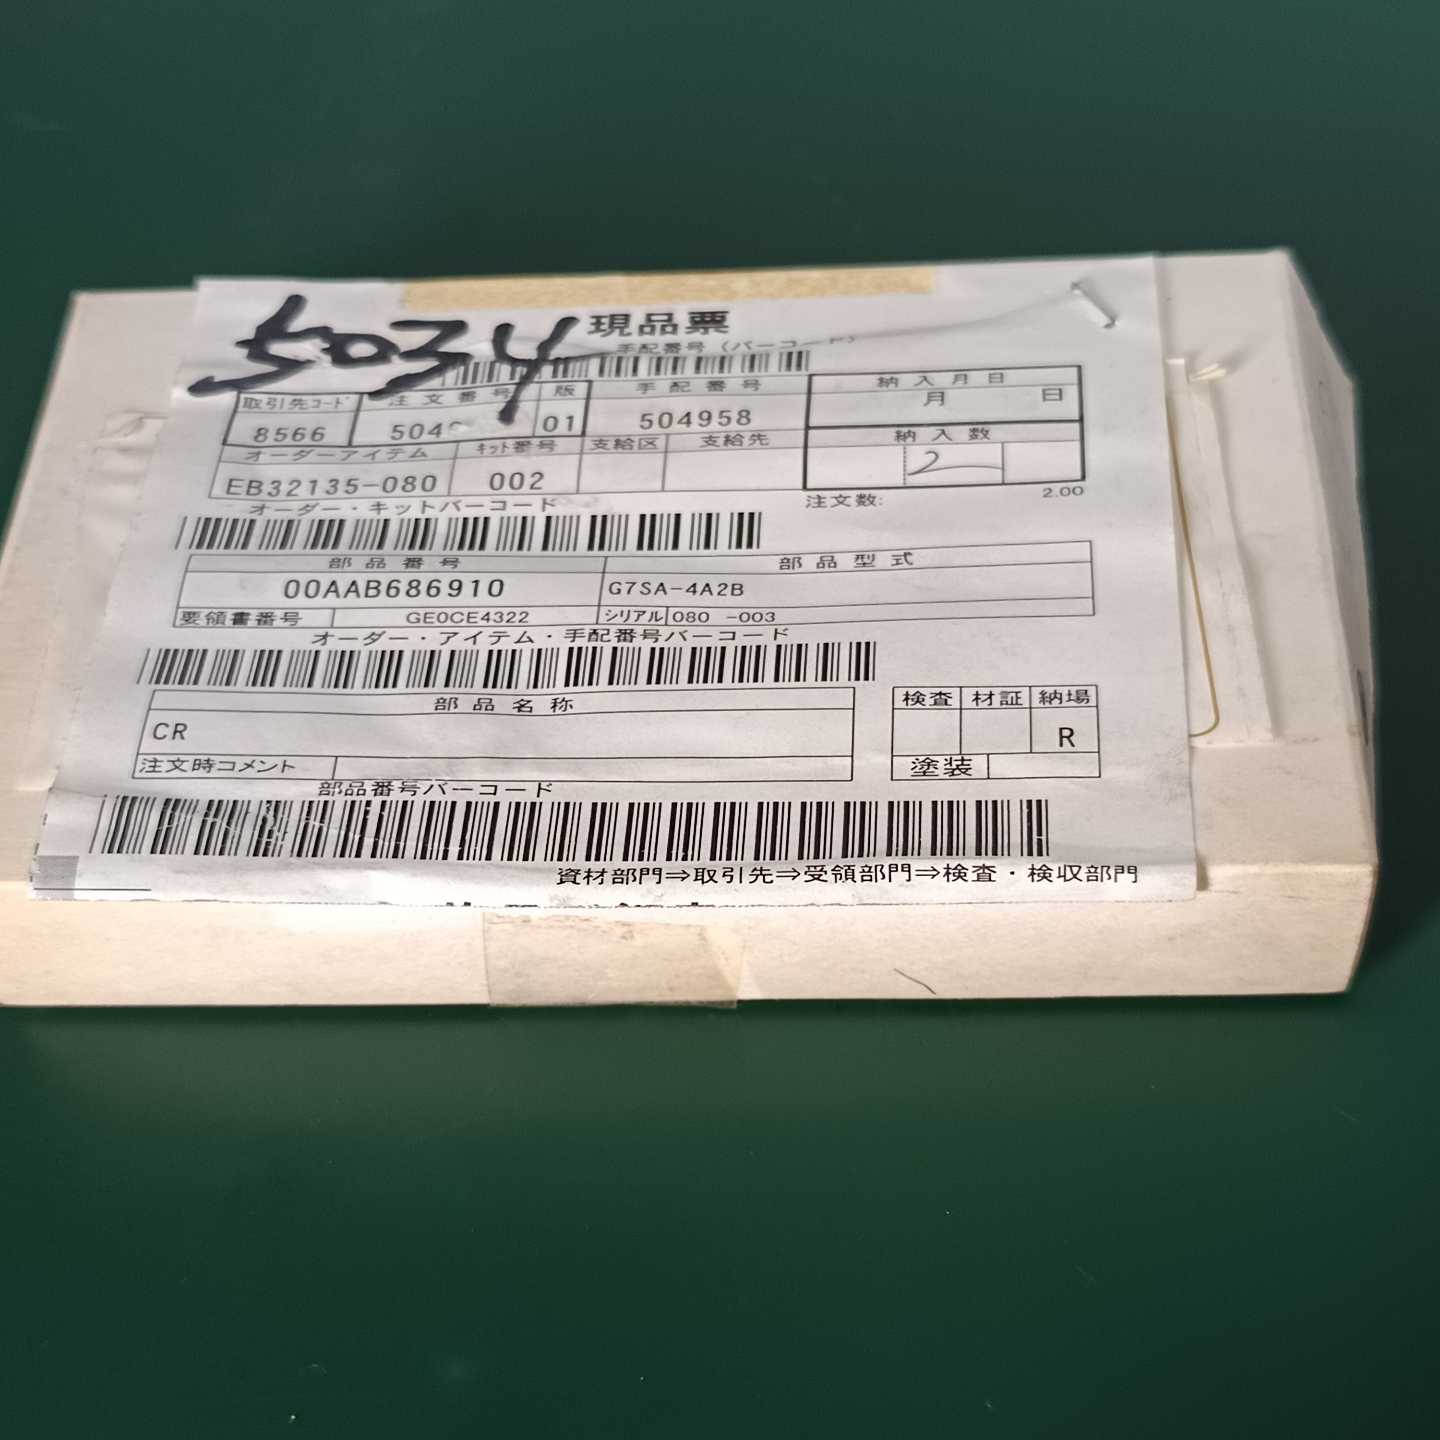 5034 現品票
手配番号（バーコード）
取引先コード 注文番号 版 手配番号 納入月日
8566 504 01 504958 月 日
オーダーアイテム キット番号 支給区 支給先 納入数
EB32135-080 002 2
オーダー・キットバーコード 注文数: 2.00
部品番号 部品型式
00AAB686910 G7SA-4A2B
要領書番号 GE0CE4322 シリアル 080 -003
オーダー・アイテム・手配番号バーコード
部品名称 検査 材証 納場
CR R
注文時コメント 塗装
部品番号バーコード
資材部門⇒取引先⇒受領部門⇒検査・検収部門